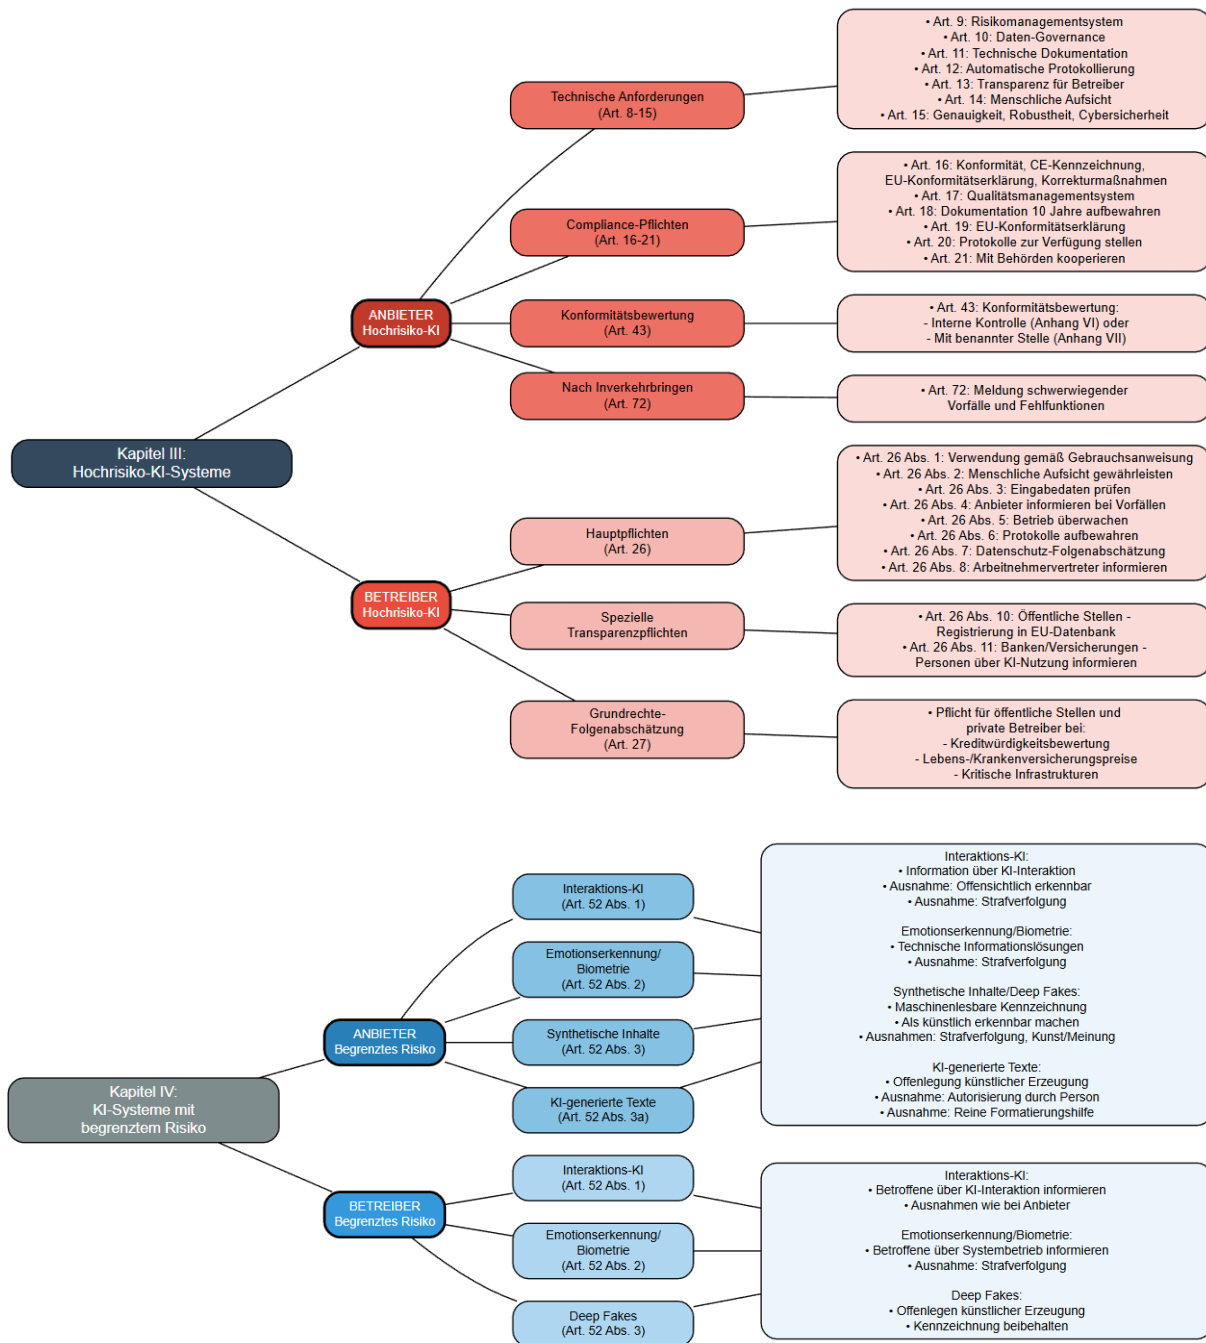 Kapitel III:
Hochrisiko-KI-Systeme
ANBIETER
Hochrisiko-KI
Technische Anforderungen
(Art. 8-15)
• Art. 9: Risikomanagementsystem
• Art. 10: Daten-Governance
• Art. 11: Technische Dokumentation
• Art. 12: Automatische Protokollierung
• Art. 13: Transparenz für Betreiber
• Art. 14: Menschliche Aufsicht
• Art. 15: Genauigkeit, Robustheit, Cybersicherheit
Compliance-Pflichten
(Art. 16-21)
• Art. 16: Konformität, CE-Kennzeichnung,
EU-Konformitätserklärung, Korrekturmaßnahmen
• Art. 17: Qualitätsmanagementsystem
• Art. 18: Dokumentation 10 Jahre aufbewahren
• Art. 19: EU-Konformitätserklärung
• Art. 20: Protokolle zur Verfügung stellen
• Art. 21: Mit Behörden kooperieren
Konformitätsbewertung
(Art. 43)
• Art. 43: Konformitätsbewertung:
- Interne Kontrolle (Anhang VI) oder
- Mit benannter Stelle (Anhang VII)
Nach Inverkehrbringen
(Art. 72)
• Art. 72: Meldung schwerwiegender
Vorfälle und Fehlfunktionen
BETREIBER
Hochrisiko-KI
Hauptpflichten
(Art. 26)
• Art. 26 Abs. 1: Verwendung gemäß Gebrauchsanweisung
• Art. 26 Abs. 2: Menschliche Aufsicht gewährleisten
• Art. 26 Abs. 3: Eingabedaten prüfen
• Art. 26 Abs. 4: Anbieter informieren bei Vorfällen
• Art. 26 Abs. 5: Betrieb überwachen
• Art. 26 Abs. 6: Protokolle aufbewahren
• Art. 26 Abs. 7: Datenschutz-Folgenabschätzung
• Art. 26 Abs. 8: Arbeitnehmervertreter informieren
Spezielle
Transparenzpflichten
• Art. 26 Abs. 10: Öffentliche Stellen -
Registrierung in EU-Datenbank
• Art. 26 Abs. 11: Banken/Versicherungen -
Personen über KI-Nutzung informieren
Grundrechte-
Folgenabschätzung
(Art. 27)
• Pflicht für öffentliche Stellen und
private Betreiber bei:
- Kreditwürdigkeitsbewertung
- Lebens-/Krankenversicherungspreise
- Kritische Infrastrukturen
Kapitel IV:
KI-Systeme mit
begrenztem Risiko
ANBIETER
Begrenztes Risiko
Interaktions-KI
(Art. 52 Abs. 1)
Emotionserkennung/
Biometrie
(Art. 52 Abs. 2)
Synthetische Inhalte
(Art. 52 Abs. 3)
KI-generierte Texte
(Art. 52 Abs. 3a)
Interaktions-KI:
• Information über KI-Interaktion
• Ausnahme: Offensichtlich erkennbar
• Ausnahme: Strafverfolgung
Emotionserkennung/Biometrie:
• Technische Informationslösungen
• Ausnahme: Strafverfolgung
Synthetische Inhalte/Deep Fakes:
• Maschinenlesbare Kennzeichnung
• Als künstlich erkennbar machen
• Ausnahmen: Strafverfolgung, Kunst/Meinung
KI-generierte Texte:
• Offenlegung künstlicher Erzeugung
• Ausnahme: Autorisierung durch Person
• Ausnahme: Reine Formatierungshilfe
BETREIBER
Begrenztes Risiko
Interaktions-KI
(Art. 52 Abs. 1)
Emotionserkennung/
Biometrie
(Art. 52 Abs. 2)
Deep Fakes
(Art. 52 Abs. 3)
Interaktions-KI:
• Betroffene über KI-Interaktion informieren
• Ausnahmen wie bei Anbieter
Emotionserkennung/Biometrie:
• Betroffene über Systembetrieb informieren
• Ausnahme: Strafverfolgung
Deep Fakes:
• Offenlegen künstlicher Erzeugung
• Kennzeichnung beibehalten